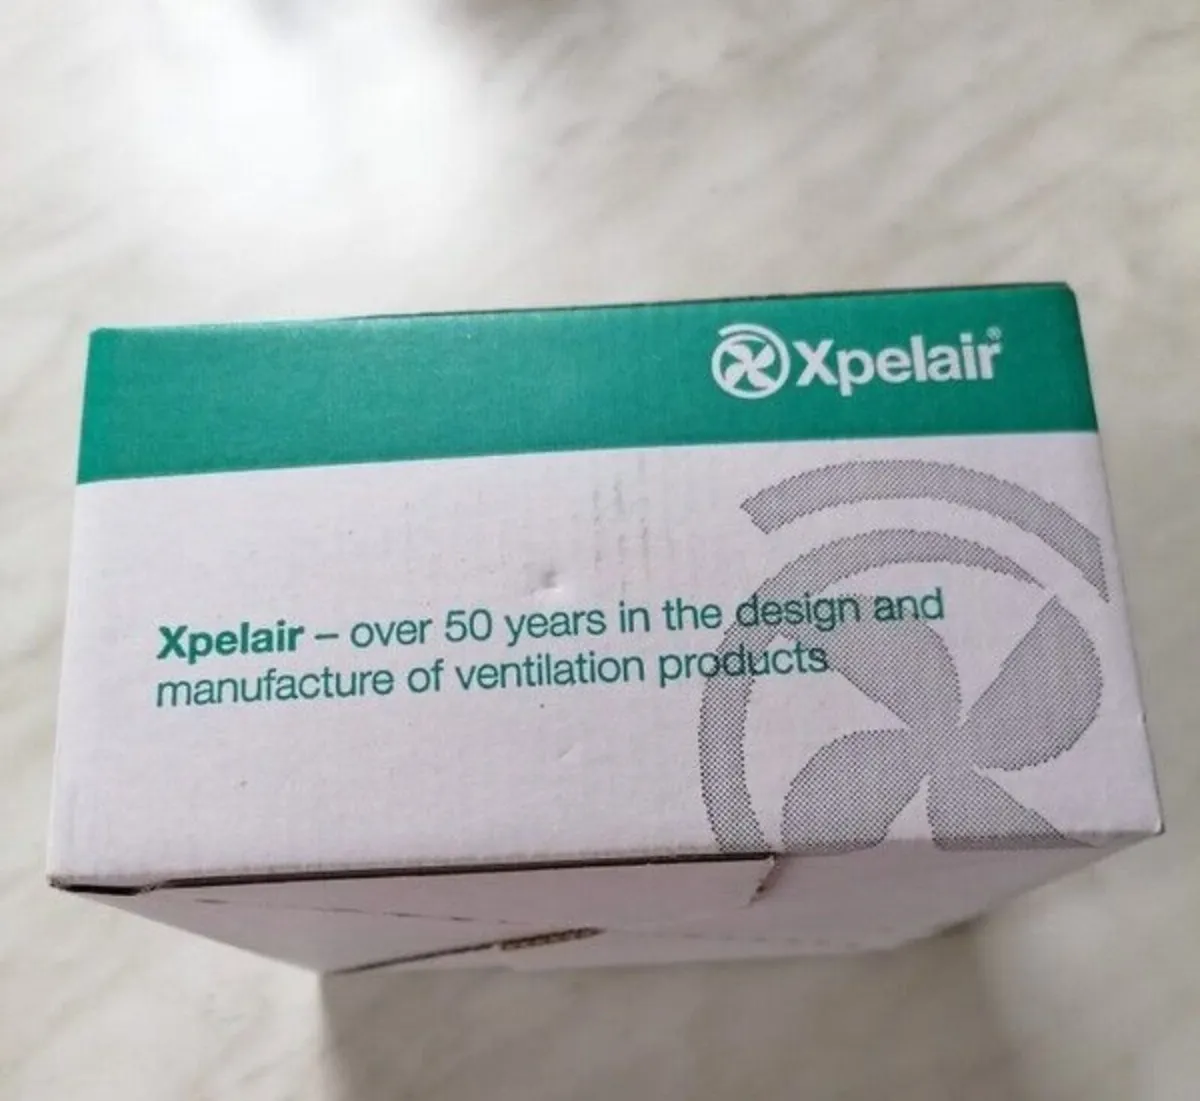 Xpelair®
Xpelair – over 50 years in the design and
manufacture of ventilation products